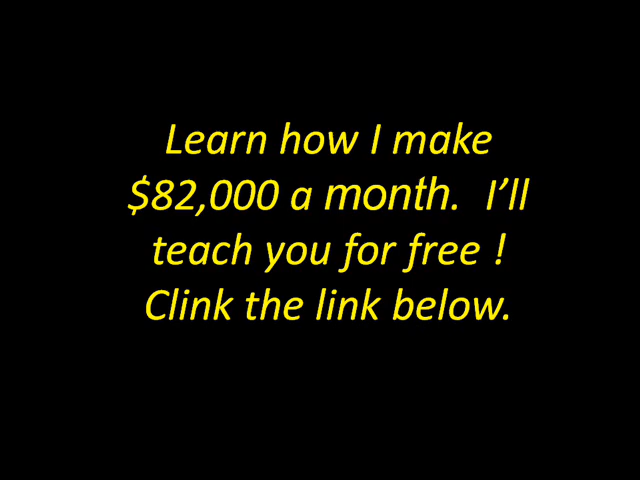 Learn how I make
$82,000 a month.  I’ll
teach you for free !
Clink the link below.